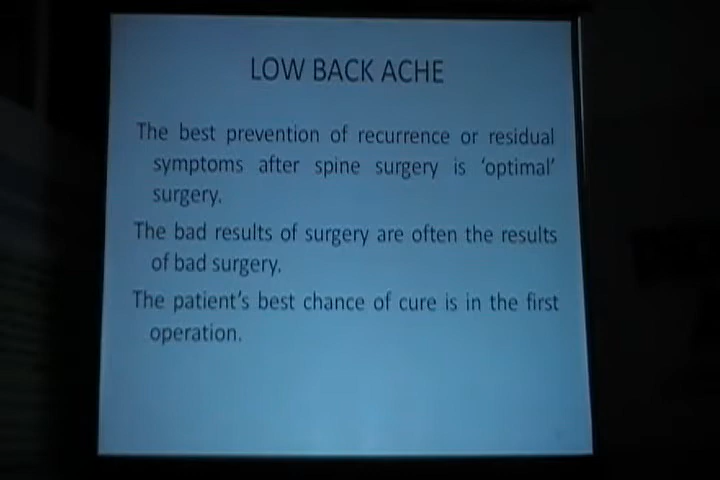 LOW BACK ACHE
The best prevention of recurrence or residual
symptoms after spine surgery is ‘optimal’
surgery.
The bad results of surgery are often the results
of bad surgery.
The patient’s best chance of cure is in the first
operation.